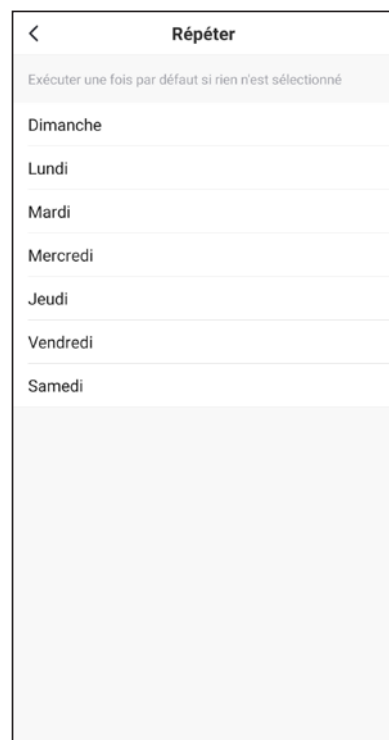 Répéter
Exécuter une fois par défaut si rien n'est sélectionné
Dimanche
Lundi
Mardi
Mercredi
Jeudi
Vendredi
Samedi